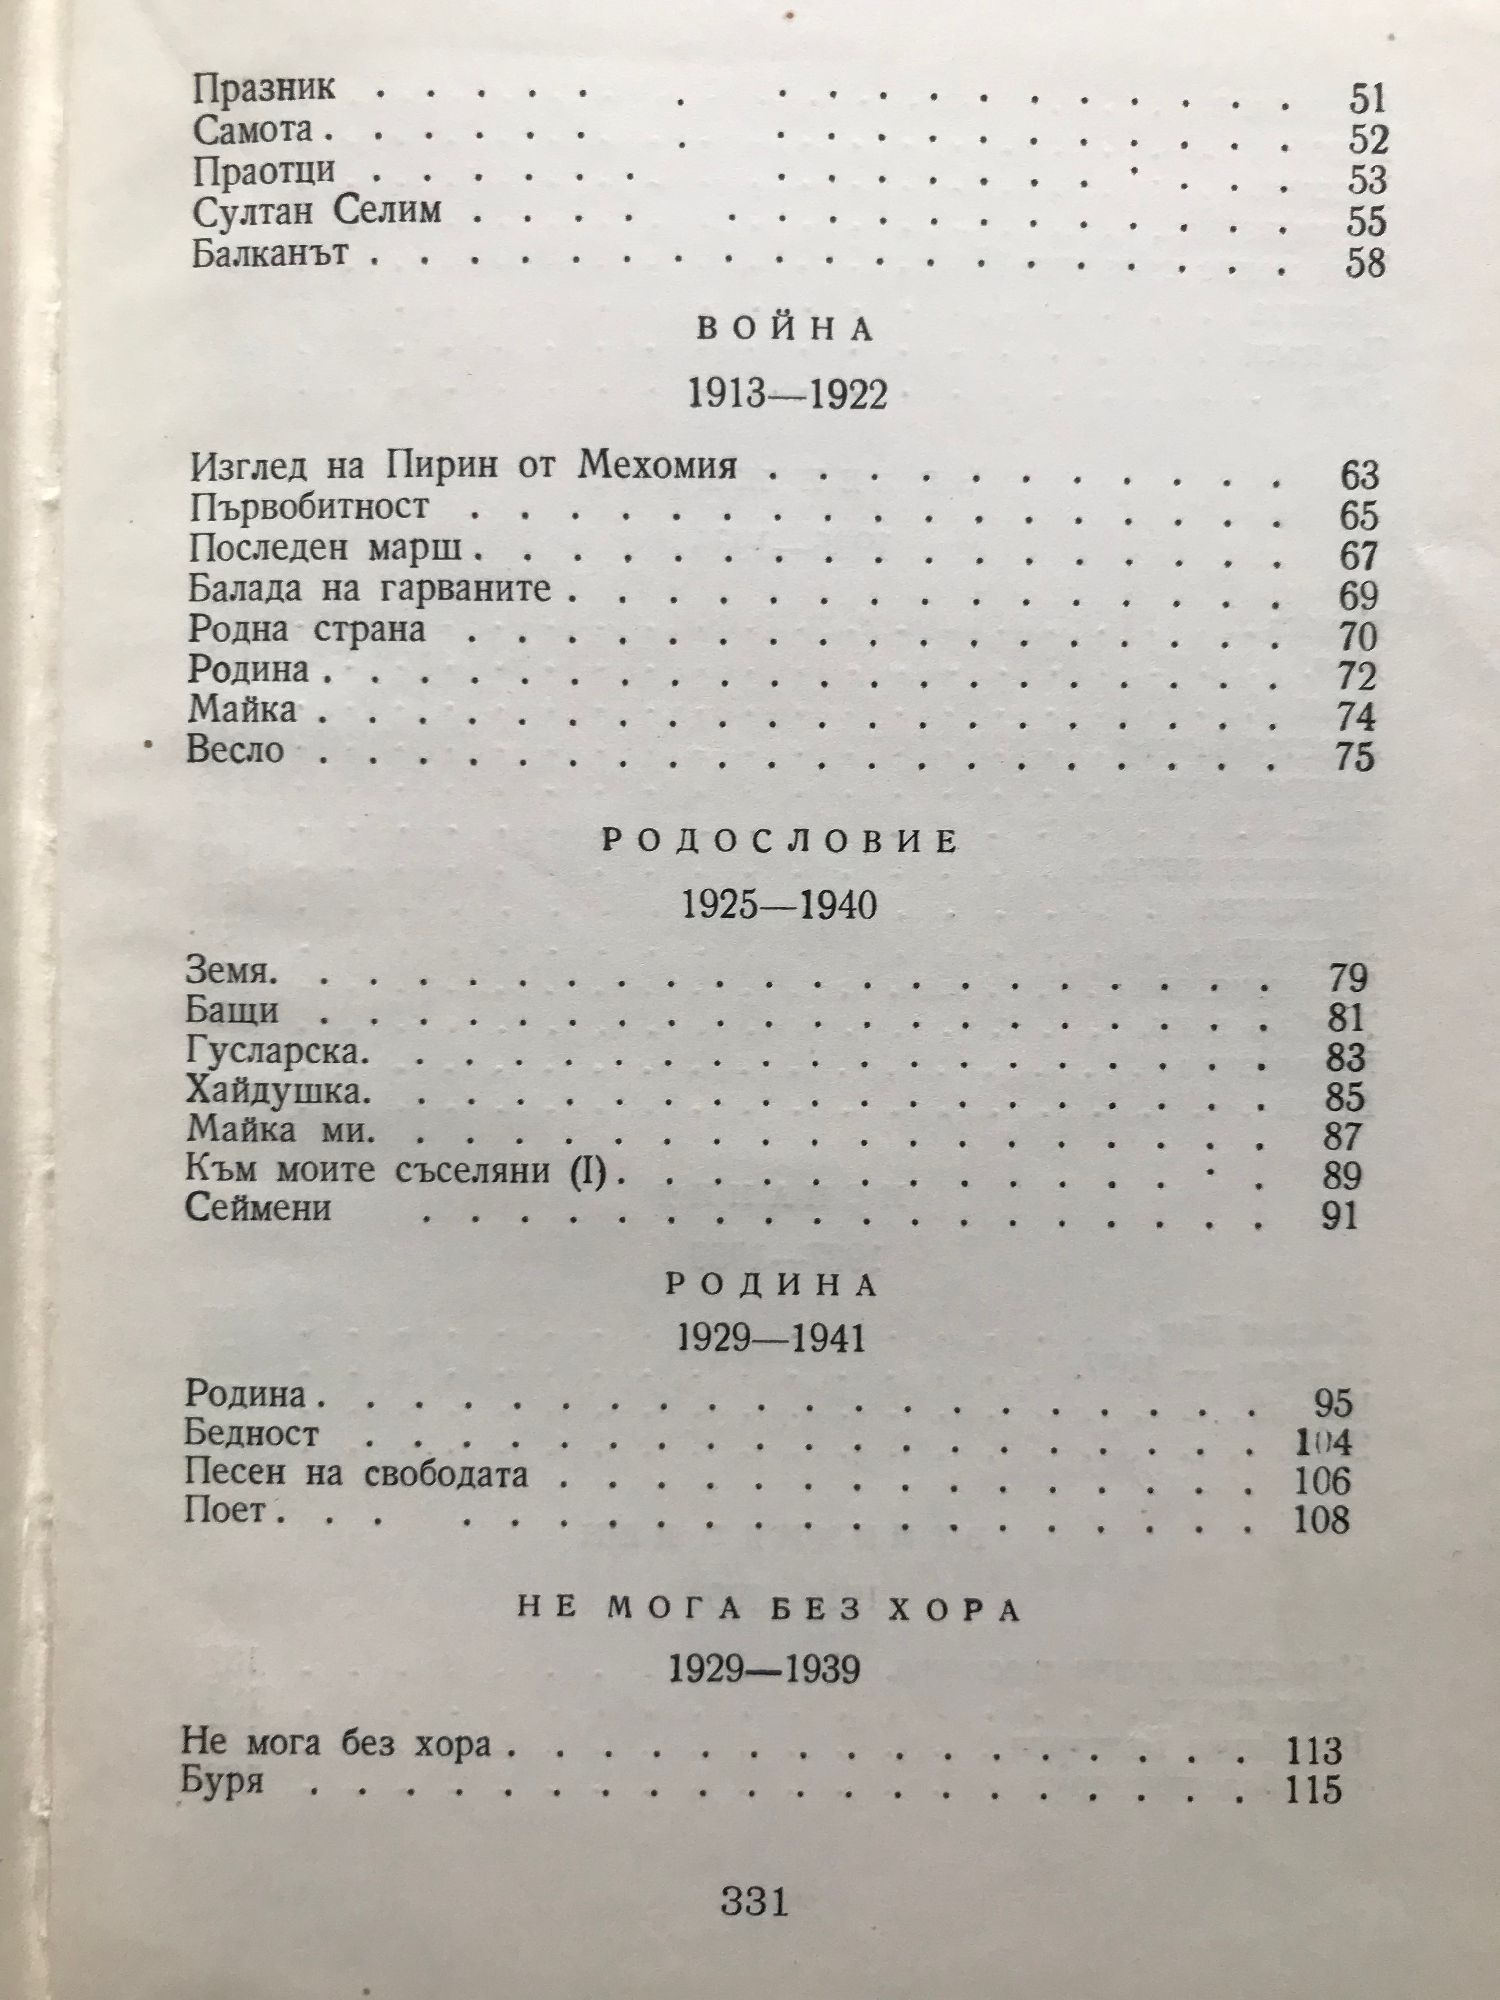 Празник . . . . . . . . . . . . . . . . . 51
Самота . . . . . . . . . . . . . . . . . . 52
Праотци . . . . . . . . . . . . . . . . . 53
Султан Селим . . . . . . . . . . . . . . . . 55
Балканът . . . . . . . . . . . . . . . . . . . 58
ВОЙНА
1913—1922
Изглед на Пирин от Мехомия . . . . . . . . . . . 63
Първобитност . . . . . . . . . . . . . . . . . 65
Последен марш . . . . . . . . . . . . . . . . . 67
Балада на гарваните . . . . . . . . . . . . . . . 69
Родна страна . . . . . . . . . . . . . . . . . 70
Родина . . . . . . . . . . . . . . . . . . . . 72
Майка . . . . . . . . . . . . . . . . . . . . 74
Весло . . . . . . . . . . . . . . . . . . . . 75
РОДОСЛОВИЕ
1925—1940
Земя. . . . . . . . . . . . . . . . . . . . . 79
Бащи . . . . . . . . . . . . . . . . . . . . 81
Гусларска. . . . . . . . . . . . . . . . . . . 83
Хайдушка. . . . . . . . . . . . . . . . . . . 85
Майка ми. . . . . . . . . . . . . . . . . . . 87
Към моите съселяни (I) . . . . . . . . . . . . . . 89
Сеймени . . . . . . . . . . . . . . . . . . 91
РОДИНА
1929—1941
Родина . . . . . . . . . . . . . . . . . . . . 95
Бедност . . . . . . . . . . . . . . . . . . . 104
Песен на свободата . . . . . . . . . . . . . . . 106
Поет . . . . . . . . . . . . . . . . . . . . 108
НЕ МОГА БЕЗ ХОРА
1929—1939
Не мога без хора . . . . . . . . . . . . . . . . 113
Буря . . . . . . . . . . . . . . . . . . . . 115
331